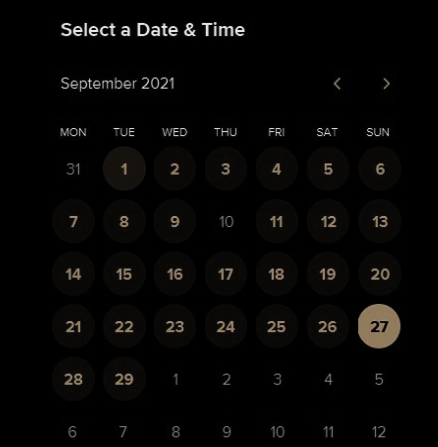 Select a Date & Time
September 2021
MON TUE WED THU FRI SAT SUN
31 1 2 3 4 5 6
7 8 9 10 11 12 13
14 15 16 17 18 19 20
21 22 23 24 25 26 27
28 29 1 2 3 4 5
6 7 8 9 10 11 12